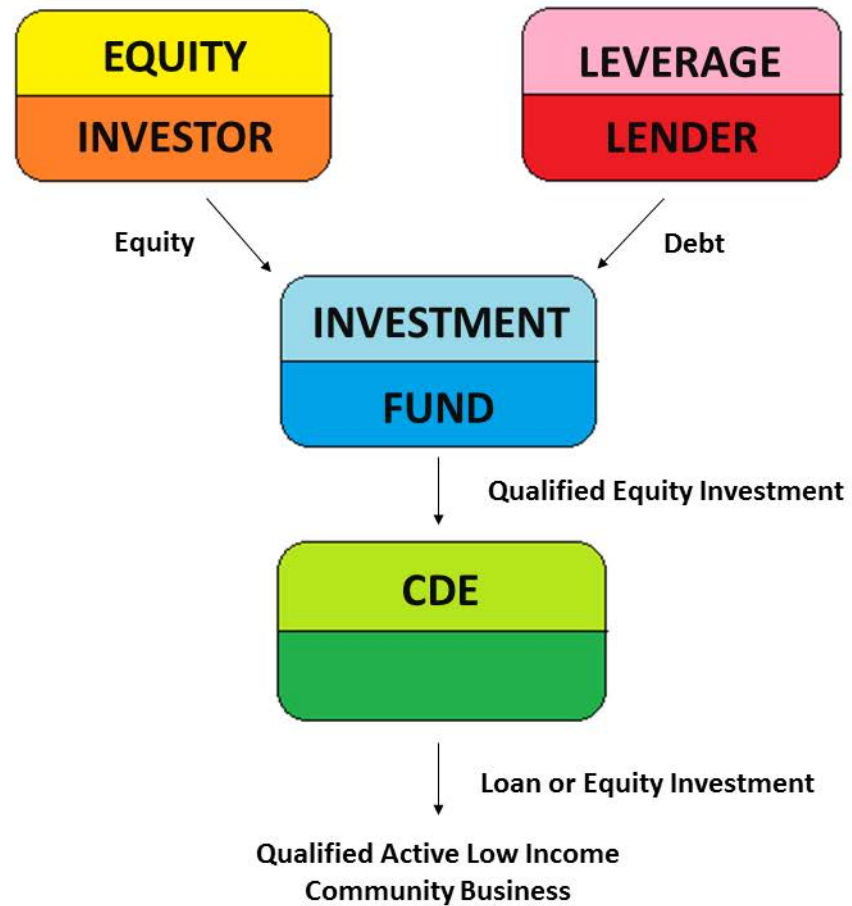 EQUITY
INVESTOR
LEVERAGE
LENDER
Equity
Debt
INVESTMENT
FUND
Qualified Equity Investment
CDE
Loan or Equity Investment
Qualified Active Low Income
Community Business